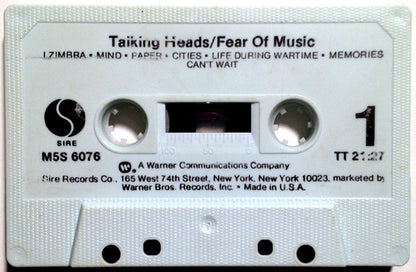 Talking Heads/Fear Of Music
I ZIMBRA • MIND • PAPER • CITIES • LIFE DURING WARTIME • MEMORIES
CAN'T WAIT
S
SIRE
1
M5S 6076
W A Warner Communications Company
TT 21:27
Sire Records Co., 165 West 74th Street, New York, New York 10023, marketed by
Warner Bros. Records, Inc. • Made in U.S.A.